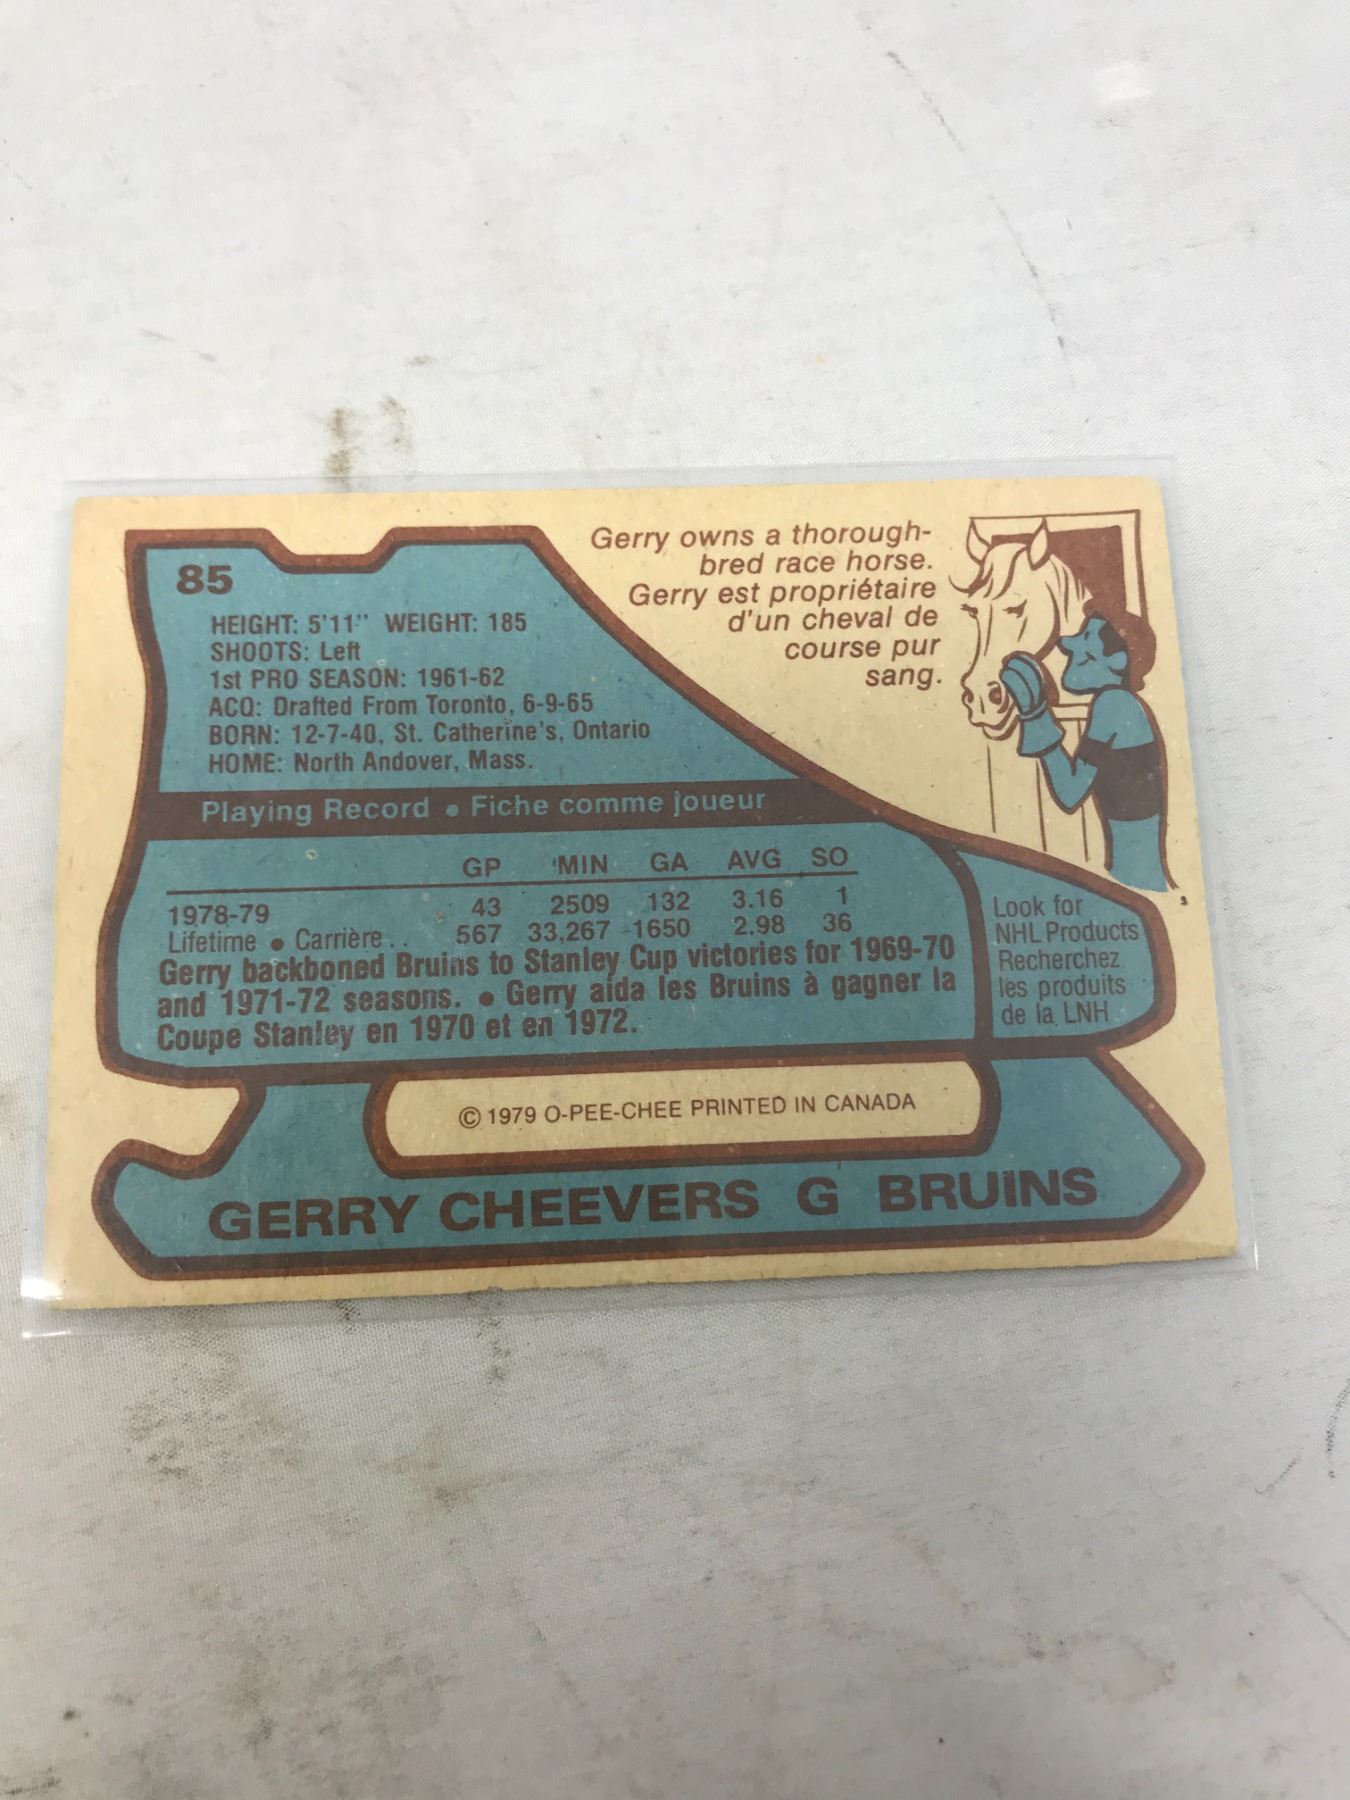 Gerry owns a thorough-
bred race horse.
Gerry est propriétaire
d'un cheval de
course pur
sang.
85
HEIGHT: 5'11" WEIGHT: 185
SHOOTS: Left
1st PRO SEASON: 1961-62
ACQ: Drafted From Toronto, 6-9-65
BORN: 12-7-40, St. Catherine's, Ontario
HOME: North Andover, Mass.
Playing Record • Fiche comme joueur
GP MIN GA AVG SO
1978-79 43 2509 132 3.16 1
Lifetime • Carrière .. 567 33,267 1650 2.98 36
Gerry backboned Bruins to Stanley Cup victories for 1969-70
and 1971-72 seasons. • Gerry aida les Bruins à gagner la
Coupe Stanley en 1970 et en 1972.
Look for
NHL Products
Recherchez
les produits
de la LNH
© 1979 O-PEE-CHEE PRINTED IN CANADA
GERRY CHEEVERS G BRUINS